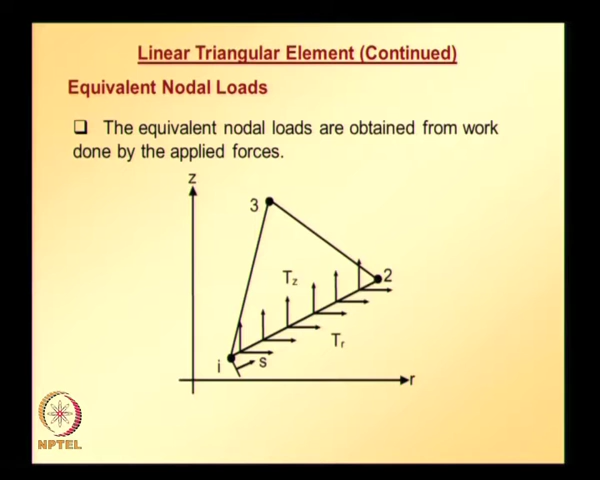 Linear Triangular Element (Continued)
Equivalent Nodal Loads
❑ The equivalent nodal loads are obtained from work
done by the applied forces.
z
3
Tz
2
Tr
i
s
r
NPTEL